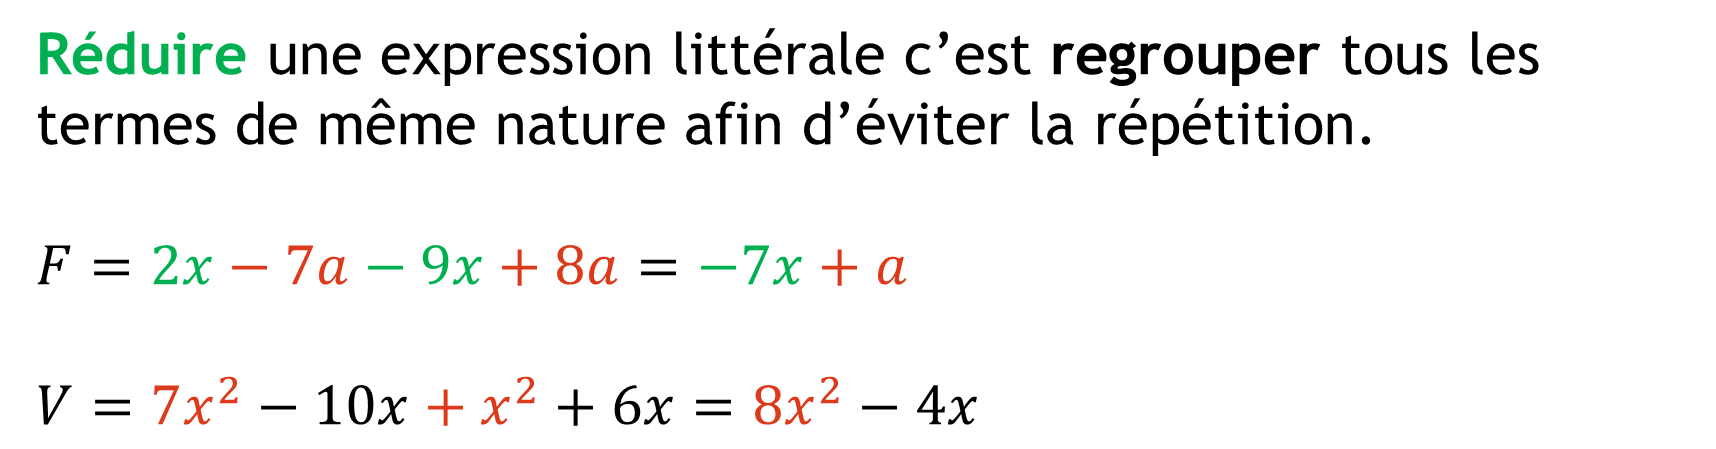 Réduire une expression littérale c’est regrouper tous les
termes de même nature afin d’éviter la répétition.
F = 2x − 7a − 9x + 8a = −7x + a
V = 7x² − 10x + x² + 6x = 8x² − 4x